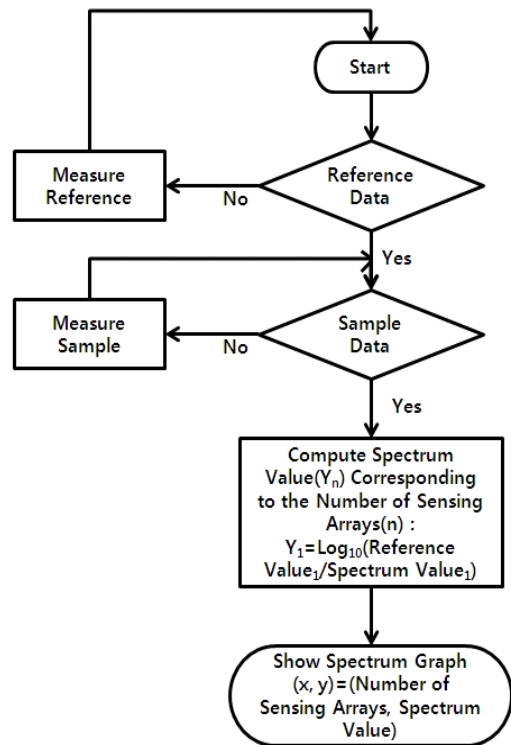 Start
Reference
Data
Measure
Reference
No
Yes
Sample
Data
Measure
Sample
No
Yes
Compute Spectrum
Value(Yₙ) Corresponding
to the Number of Sensing
Arrays(n) :
Y₁=Log₁₀(Reference
Value₁/Spectrum Value₁)
Show Spectrum Graph
(x, y)=(Number of
Sensing Arrays, Spectrum
Value)